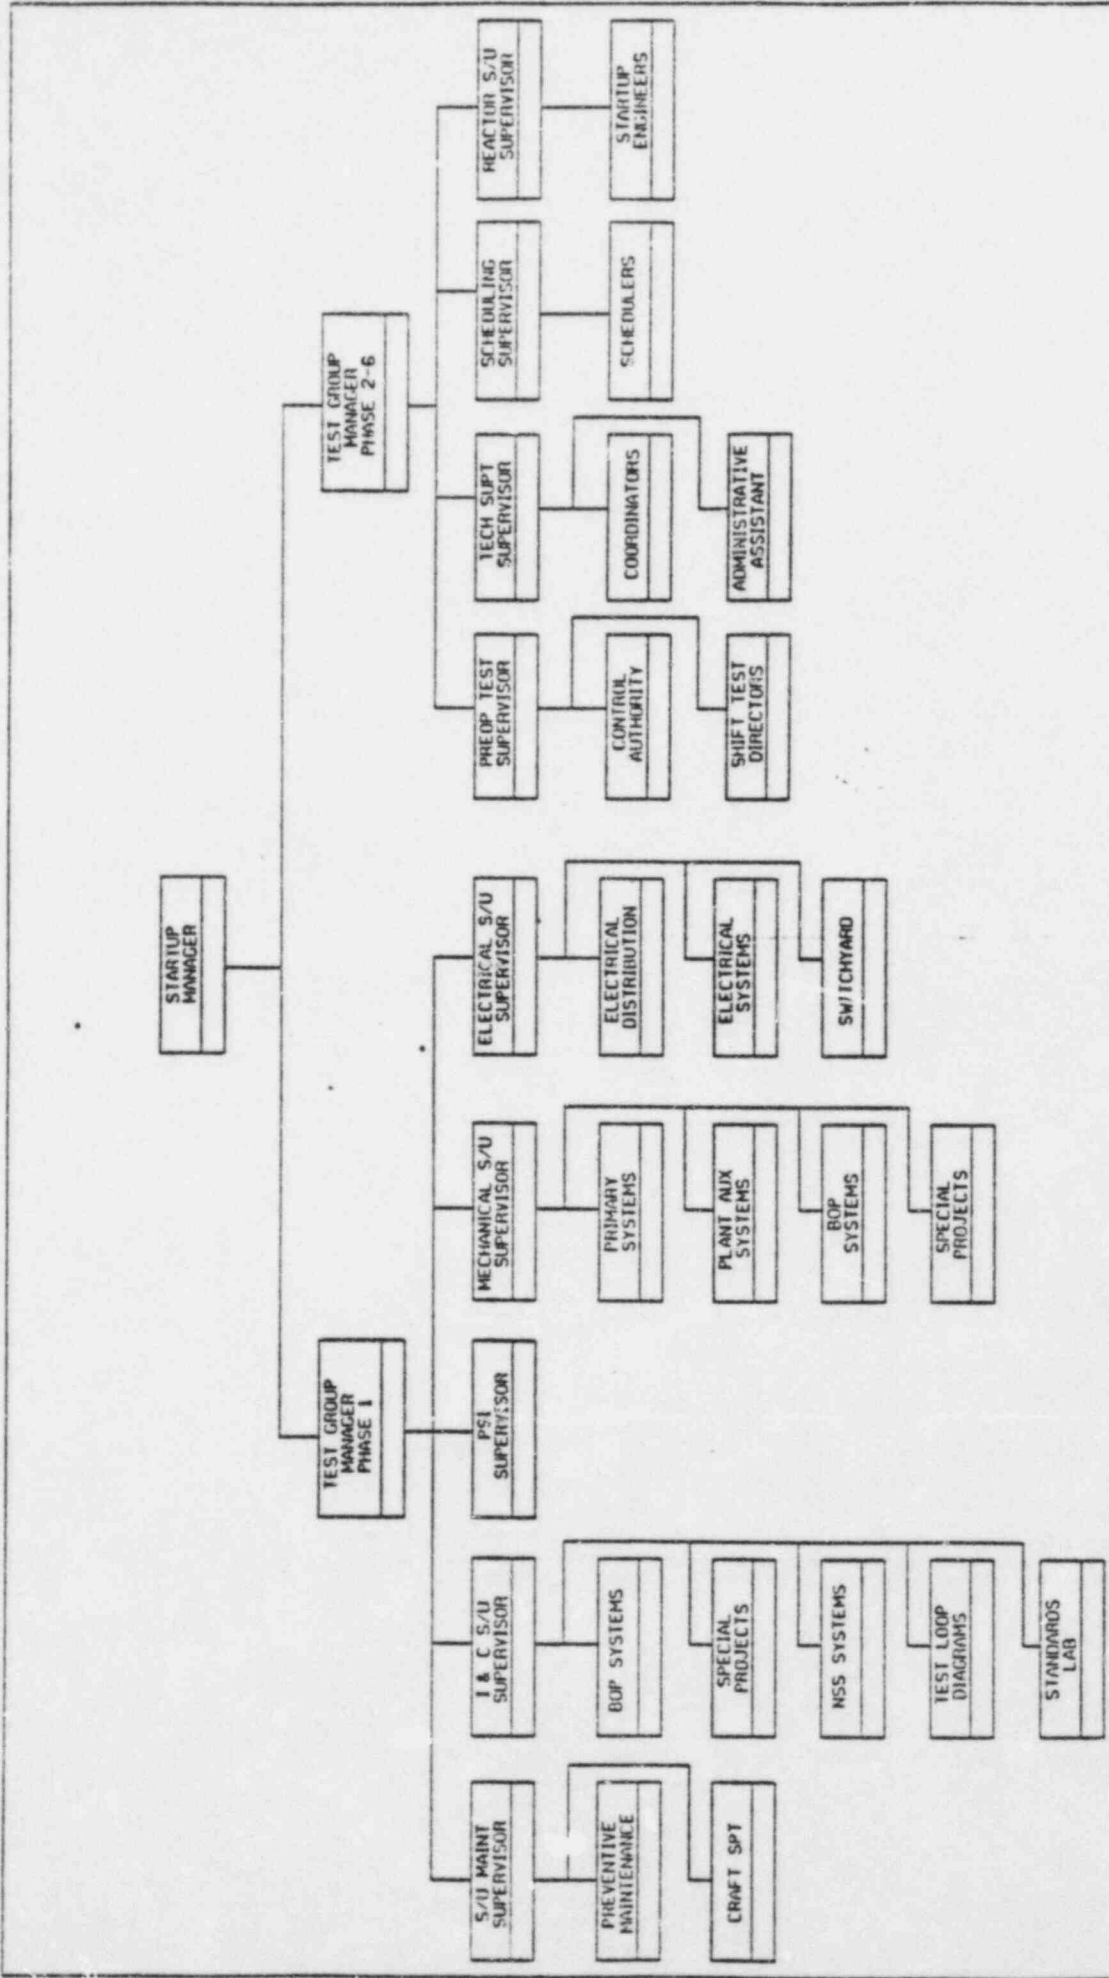 STARTUP
MANAGER
TEST GROUP
MANAGER
PHASE 1
TEST GROUP
MANAGER
PHASE 2-6
S/U MAINT
SUPERVISOR
I & C S/U
SUPERVISOR
PSI
SUPERVISOR
MECHANICAL S/U
SUPERVISOR
ELECTRICAL S/U
SUPERVISOR
PREOP TEST
SUPERVISOR
TECH SUPT
SUPERVISOR
SCHEDULING
SUPERVISOR
REACTOR S/U
SUPERVISOR
PREVENTIVE
MAINTENANCE
BOP SYSTEMS
PRIMARY
SYSTEMS
ELECTRICAL
DISTRIBUTION
CONTROL
AUTHORITY
COORDINATORS
SCHEDULERS
STARTUP
ENGINEERS
CRAFT SPT
SPECIAL
PROJECTS
PLANT AUX
SYSTEMS
ELECTRICAL
SYSTEMS
SHIFT TEST
DIRECTORS
ADMINISTRATIVE
ASSISTANT
NSS SYSTEMS
BOP
SYSTEMS
SWITCHYARD
TEST LOOP
DIAGRAMS
SPECIAL
PROJECTS
STANDARDS
LAB